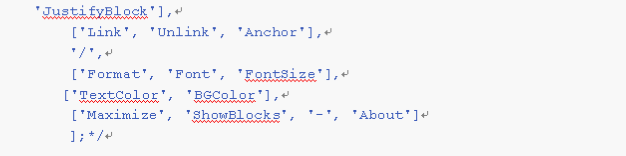 'JustifyBlock'],
['Link', 'Unlink', 'Anchor'],
'/',
['Format', 'Font', 'FontSize'],
['TextColor', 'BGColor'],
['Maximize', 'ShowBlocks', '-', 'About']
];*/